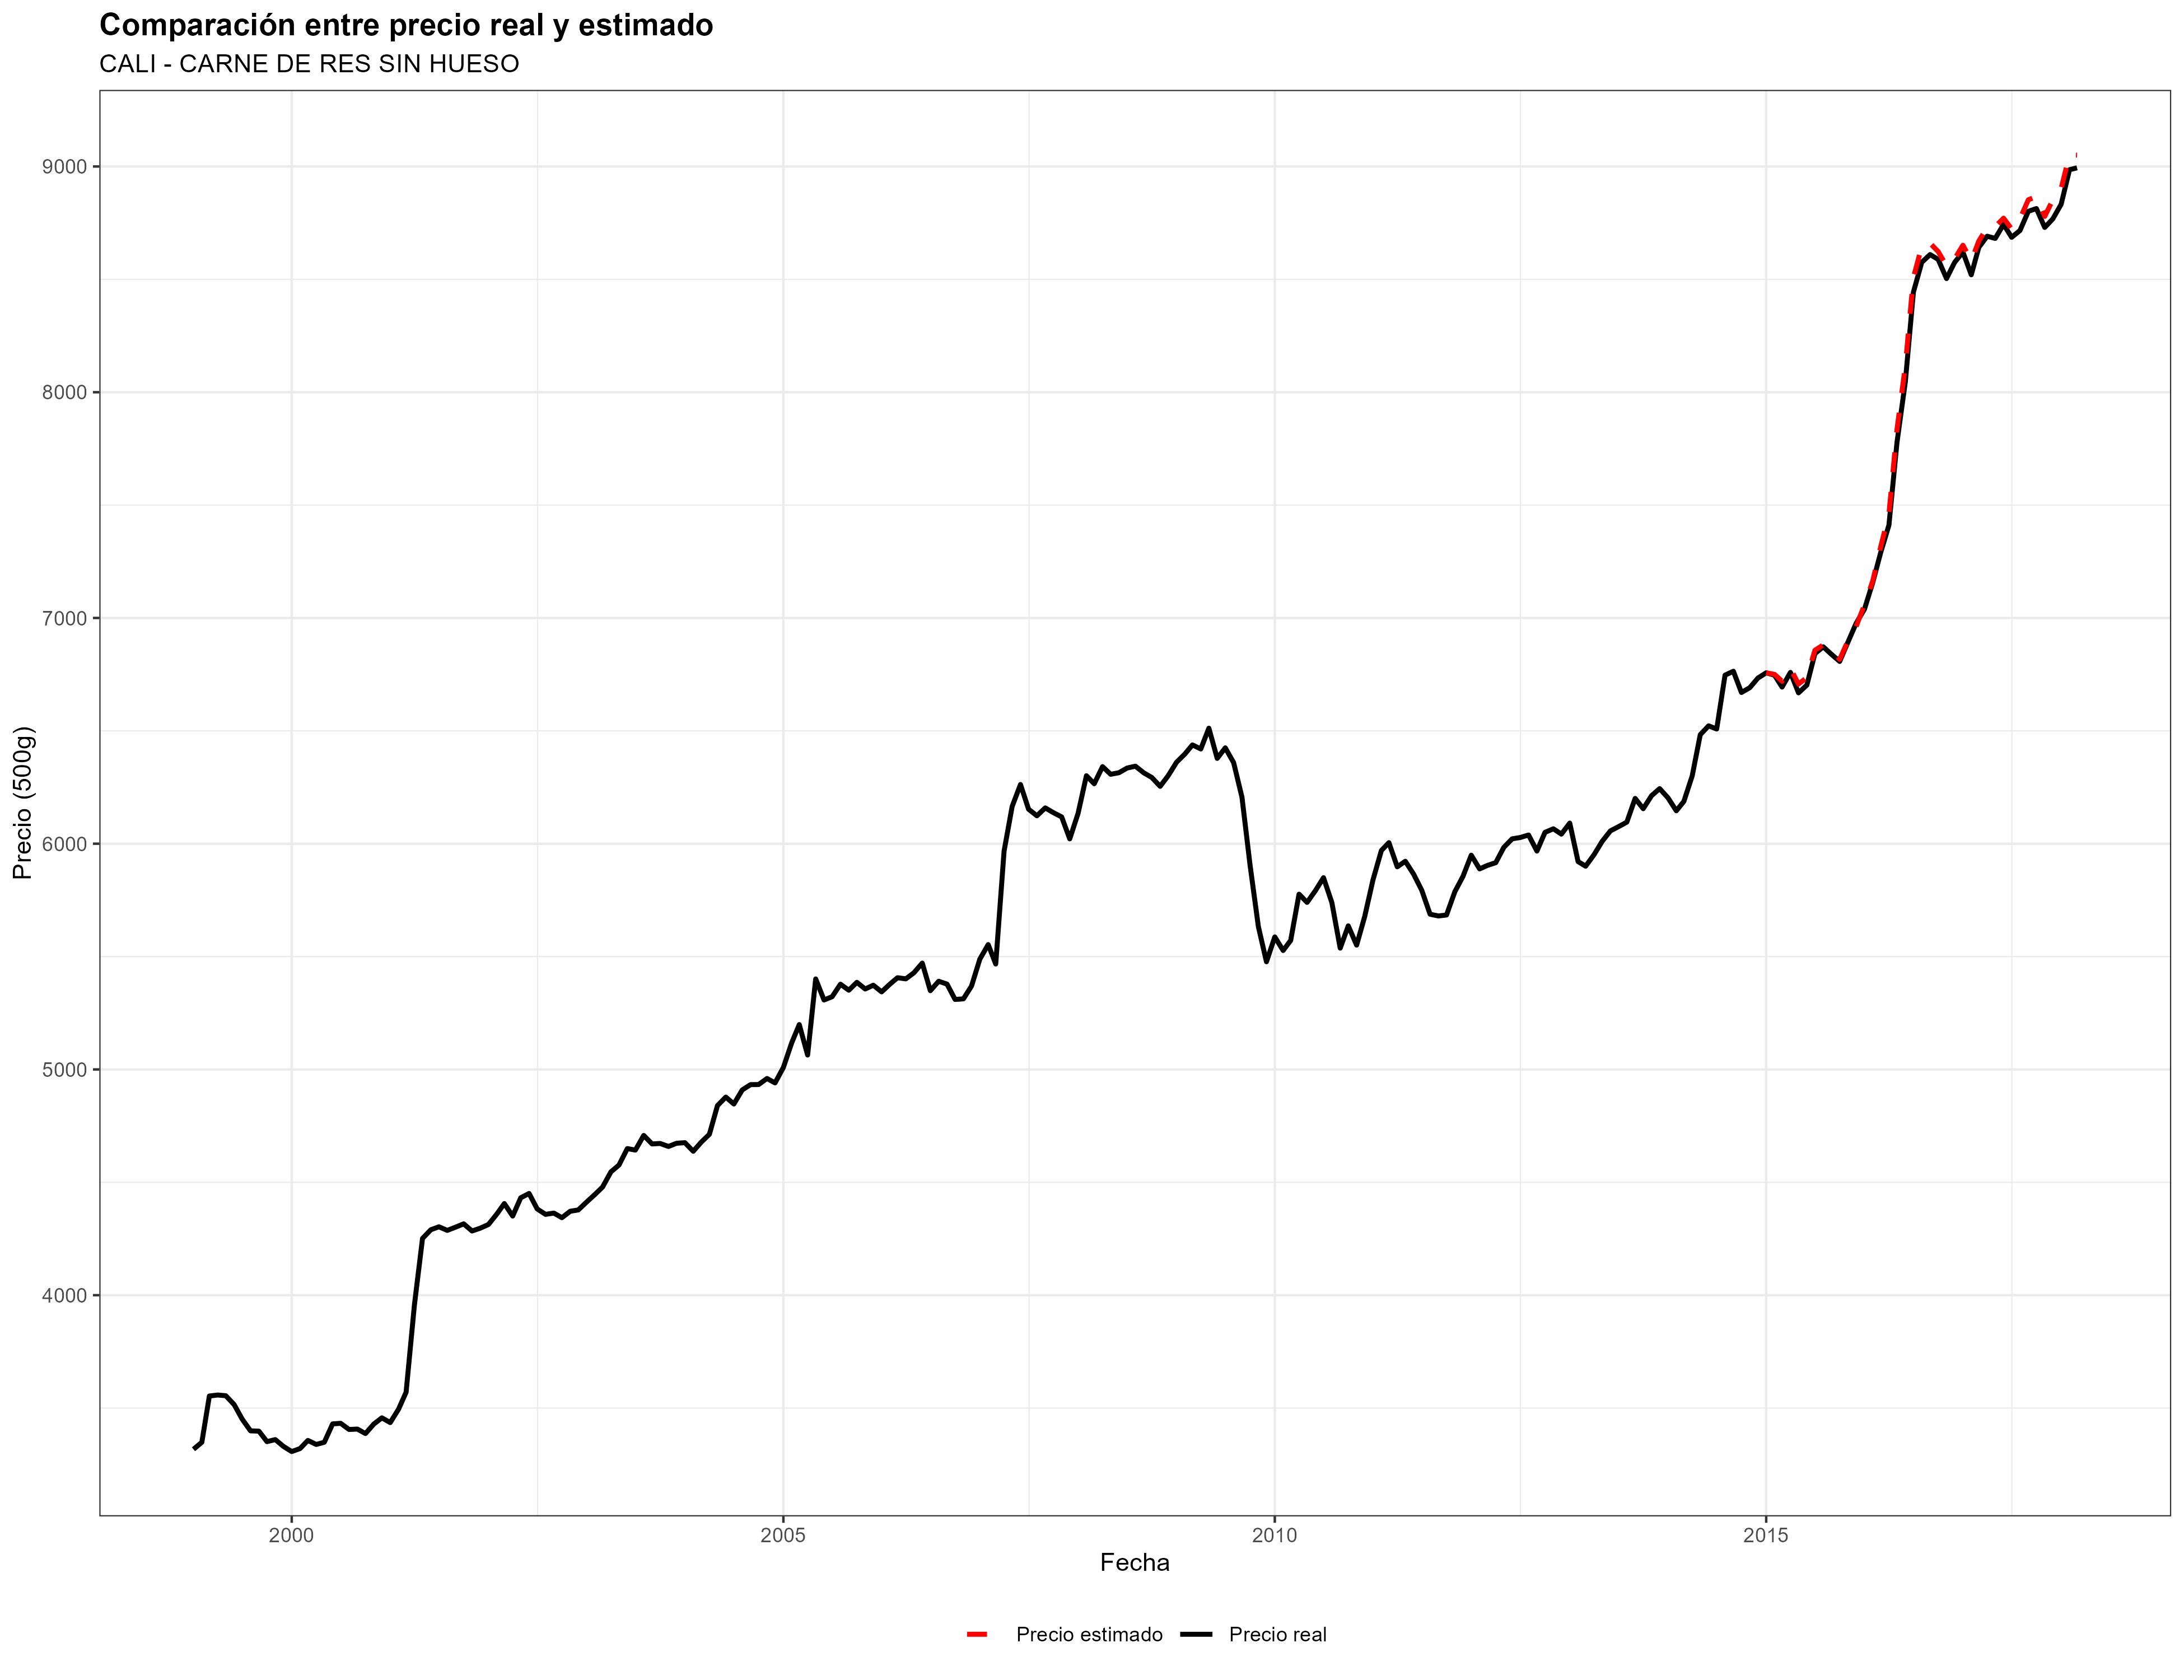 Comparación entre precio real y estimado
CALI - CARNE DE RES SIN HUESO
9000
8000
7000
6000
5000
4000
Precio (500g)
2000 2005 2010 2015
Fecha
Precio estimado Precio real